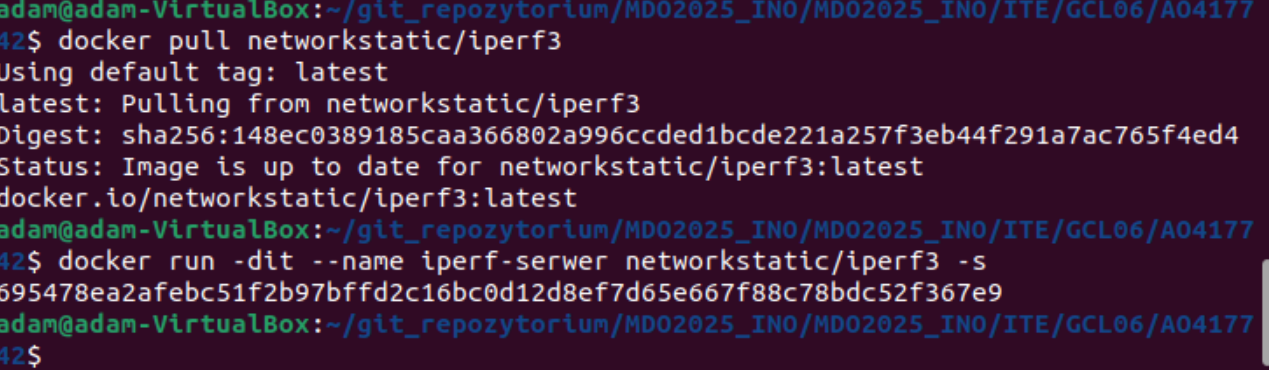 adam@adam-VirtualBox:~/git_repozytorium/MDO2025_INO/MDO2025_INO/ITE/GCL06/AO4177
42$ docker pull networkstatic/iperf3
Using default tag: latest
latest: Pulling from networkstatic/iperf3
Digest: sha256:148ec0389185caa366802a996ccded1bcde221a257f3eb44f291a7ac765f4ed4
Status: Image is up to date for networkstatic/iperf3:latest
docker.io/networkstatic/iperf3:latest
adam@adam-VirtualBox:~/git_repozytorium/MDO2025_INO/MDO2025_INO/ITE/GCL06/AO4177
42$ docker run -dit --name iperf-serwer networkstatic/iperf3 -s
695478ea2afebc51f2b97bffd2c16bc0d12d8ef7d65e667f88c78bdc52f367e9
adam@adam-VirtualBox:~/git_repozytorium/MDO2025_INO/MDO2025_INO/ITE/GCL06/AO4177
42$